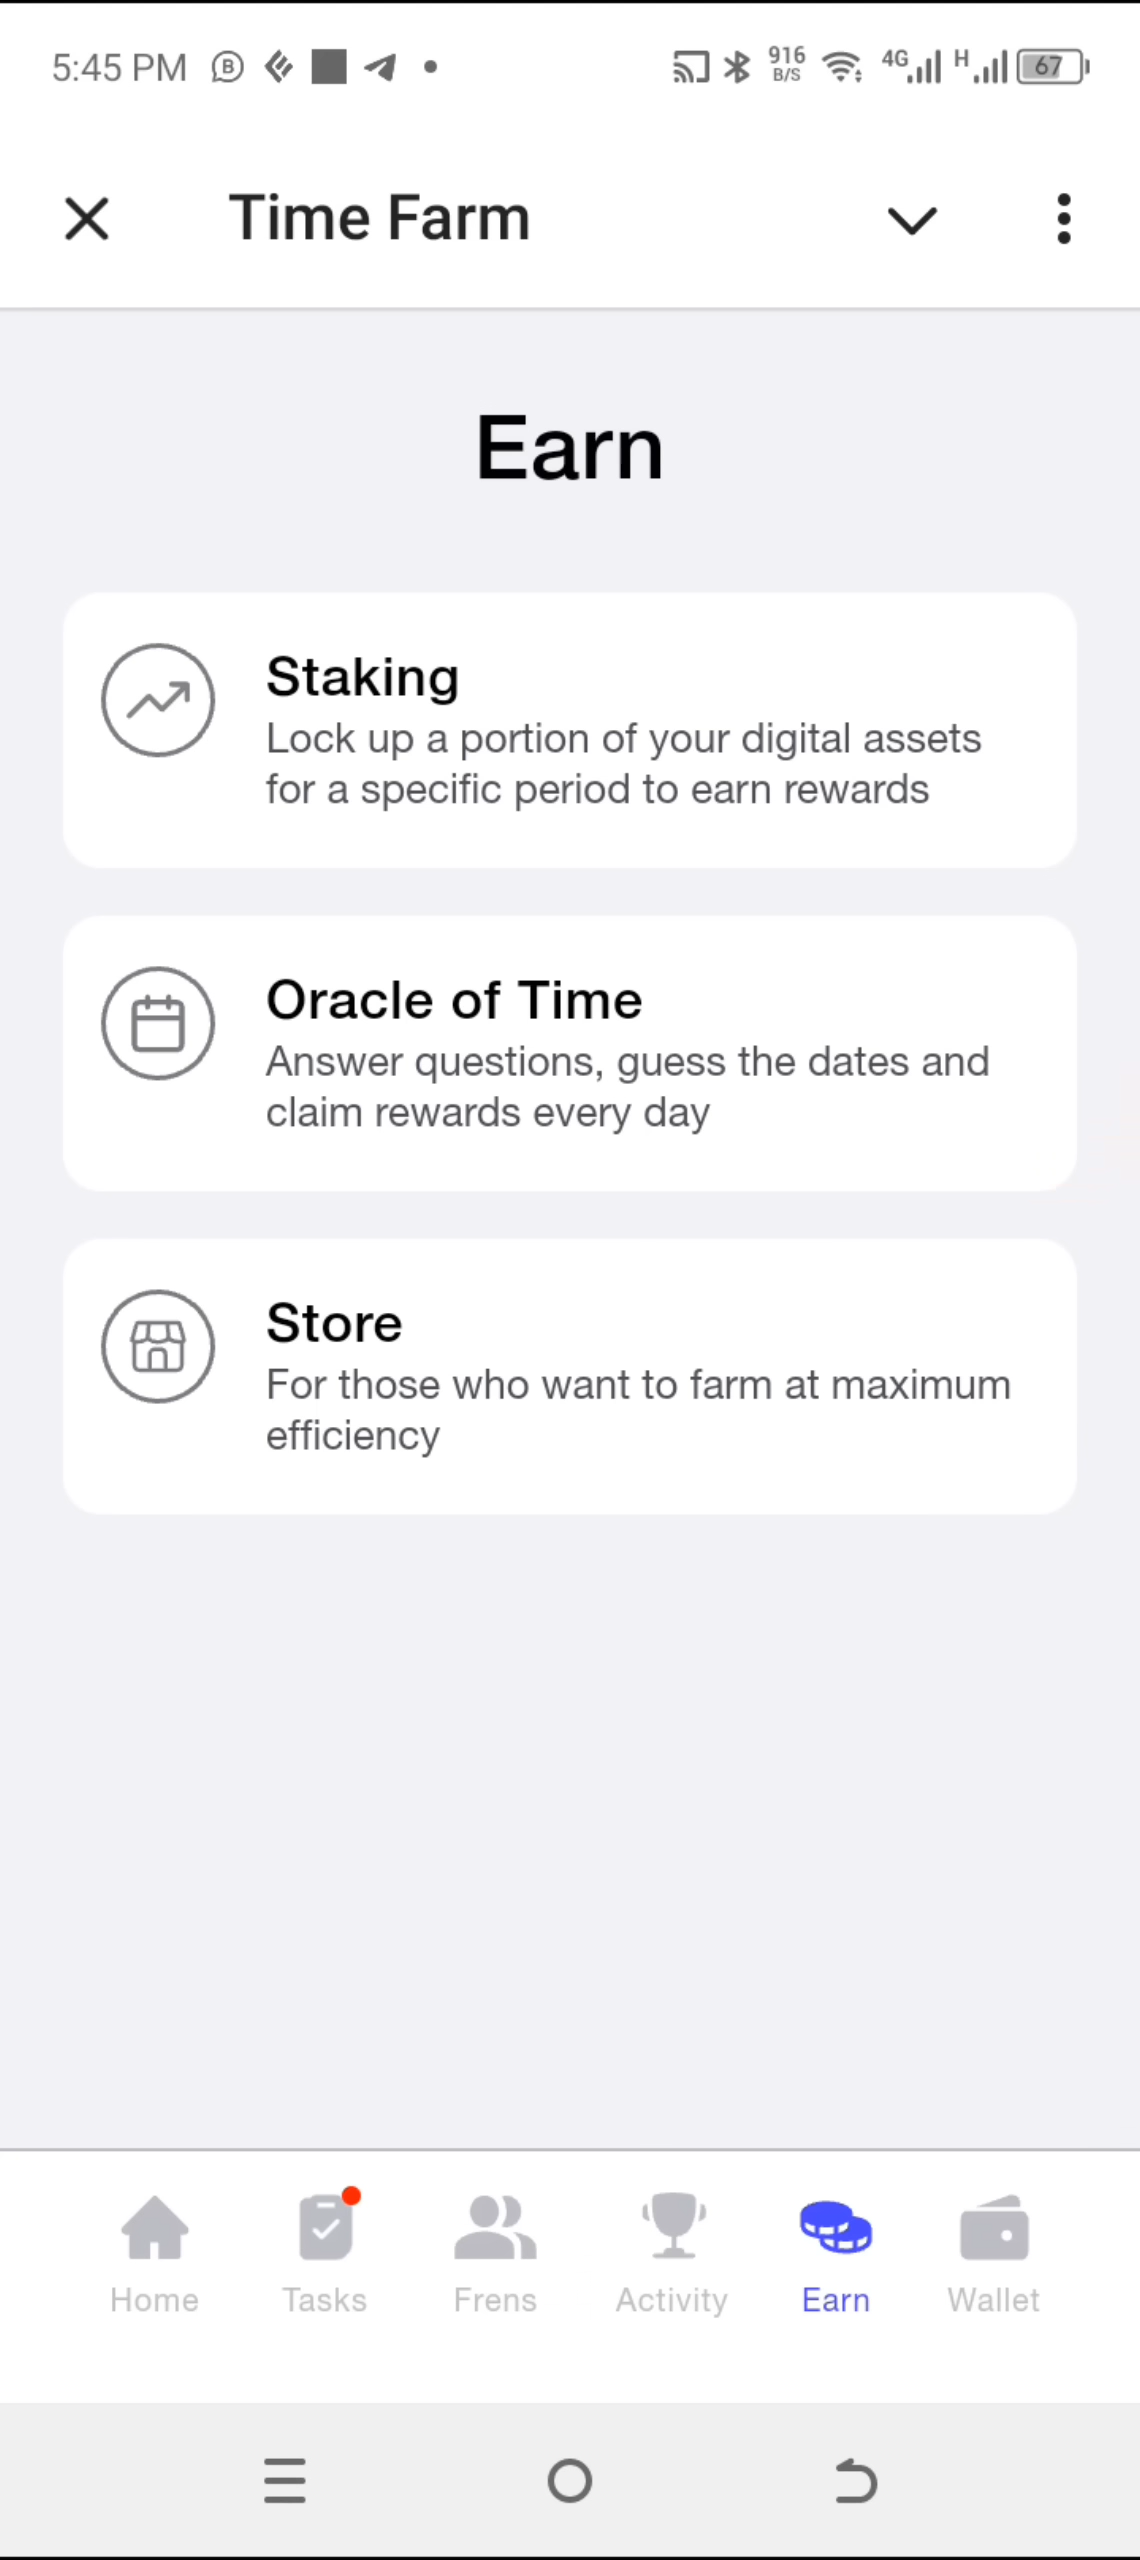 5:45 PM
916
B/S
4G
H
67
Time Farm
Earn
Staking
Lock up a portion of your digital assets
for a specific period to earn rewards
Oracle of Time
Answer questions, guess the dates and
claim rewards every day
Store
For those who want to farm at maximum
efficiency
Home
Tasks
Frens
Activity
Earn
Wallet